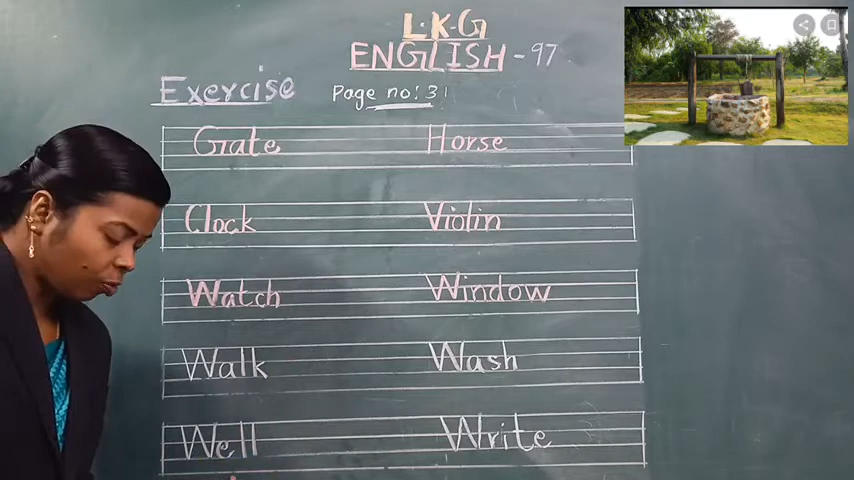 L.K-G
ENGLISH - 97
Exercise
Page no: 31
Gate Horse
Clock Violin
Watch Window
Walk Wash
Well Write